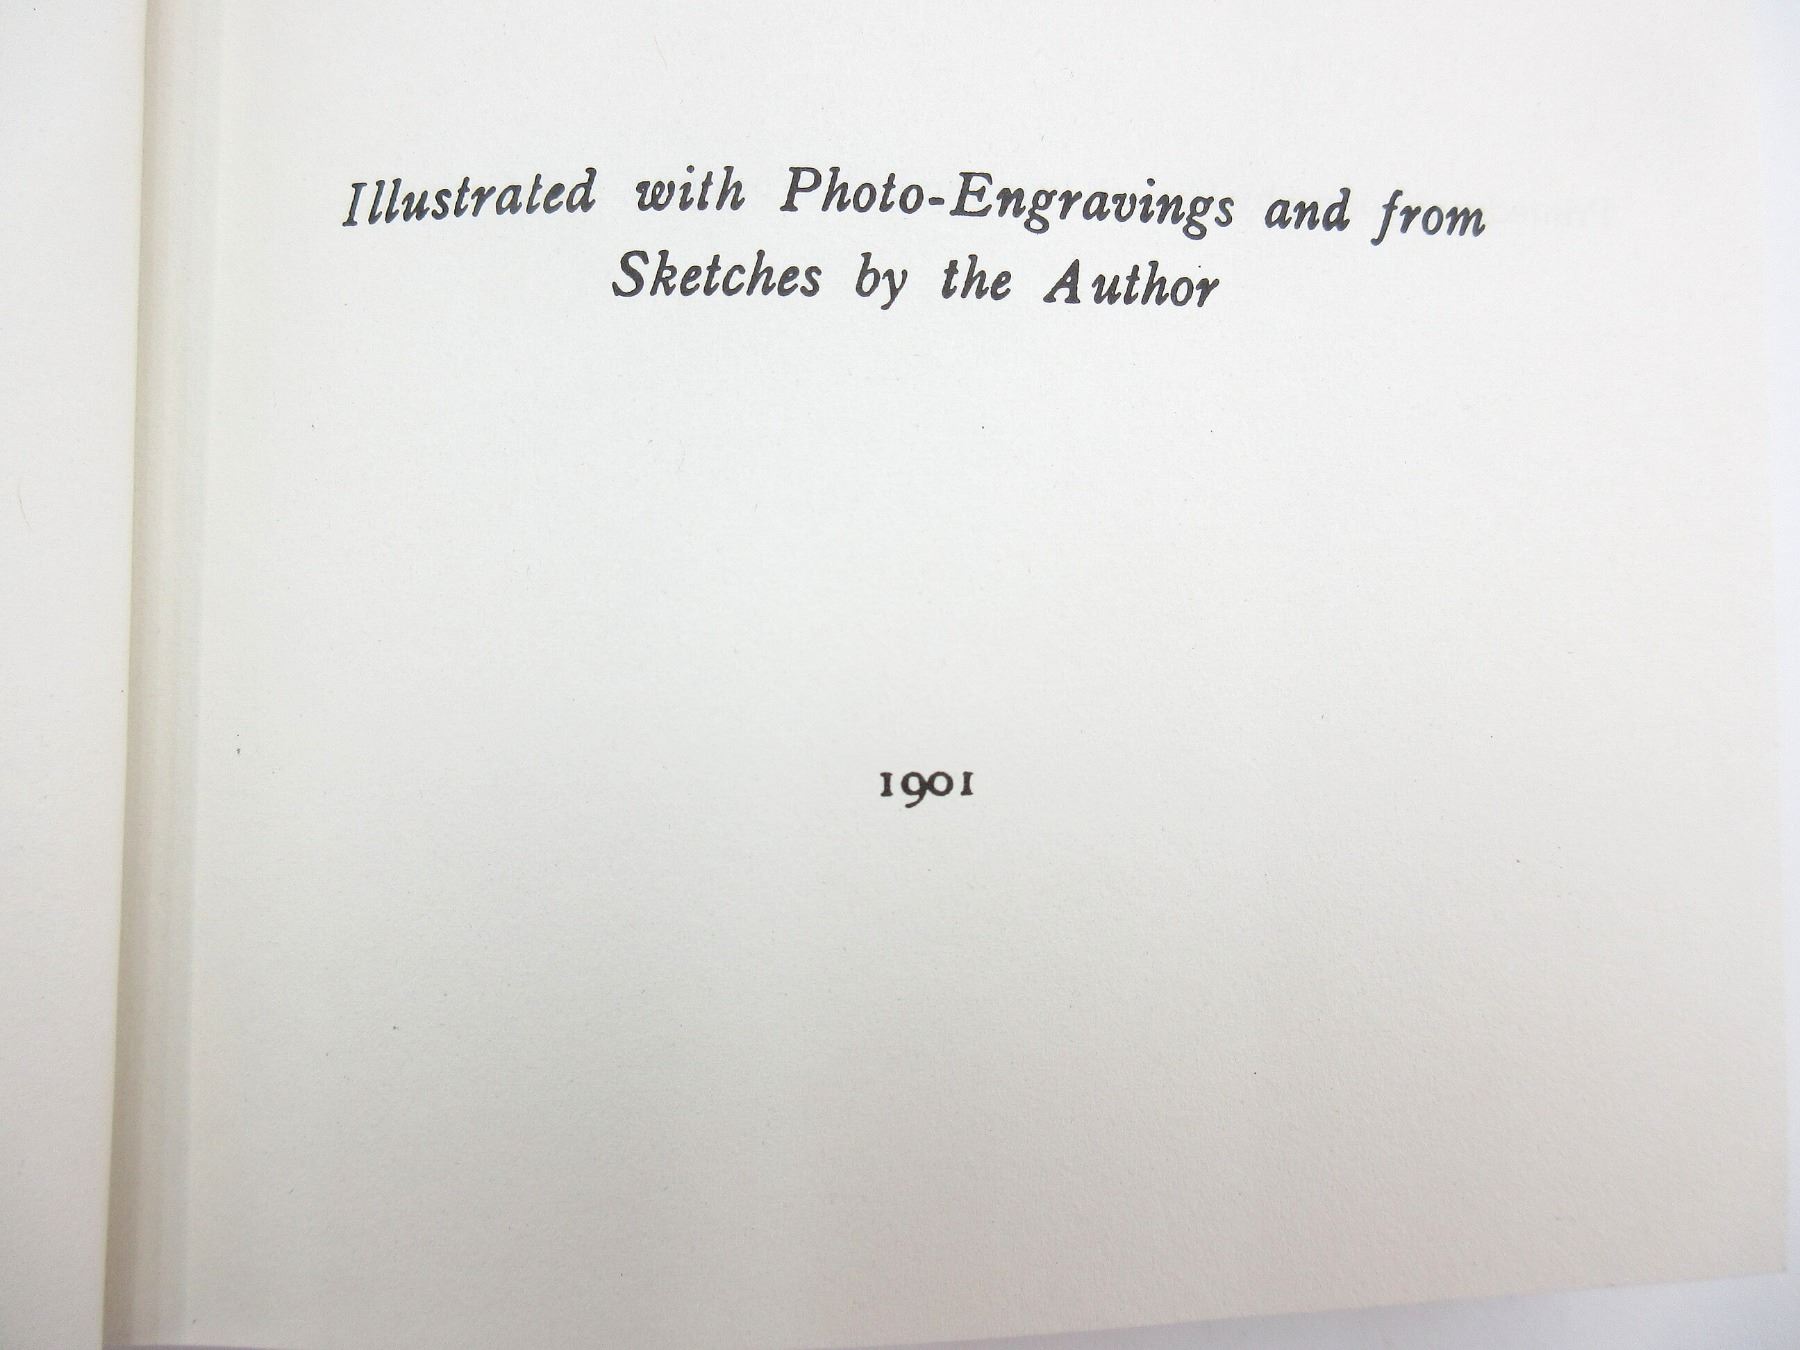 Illustrated with Photo-Engravings and from
Sketches by the Author
1901